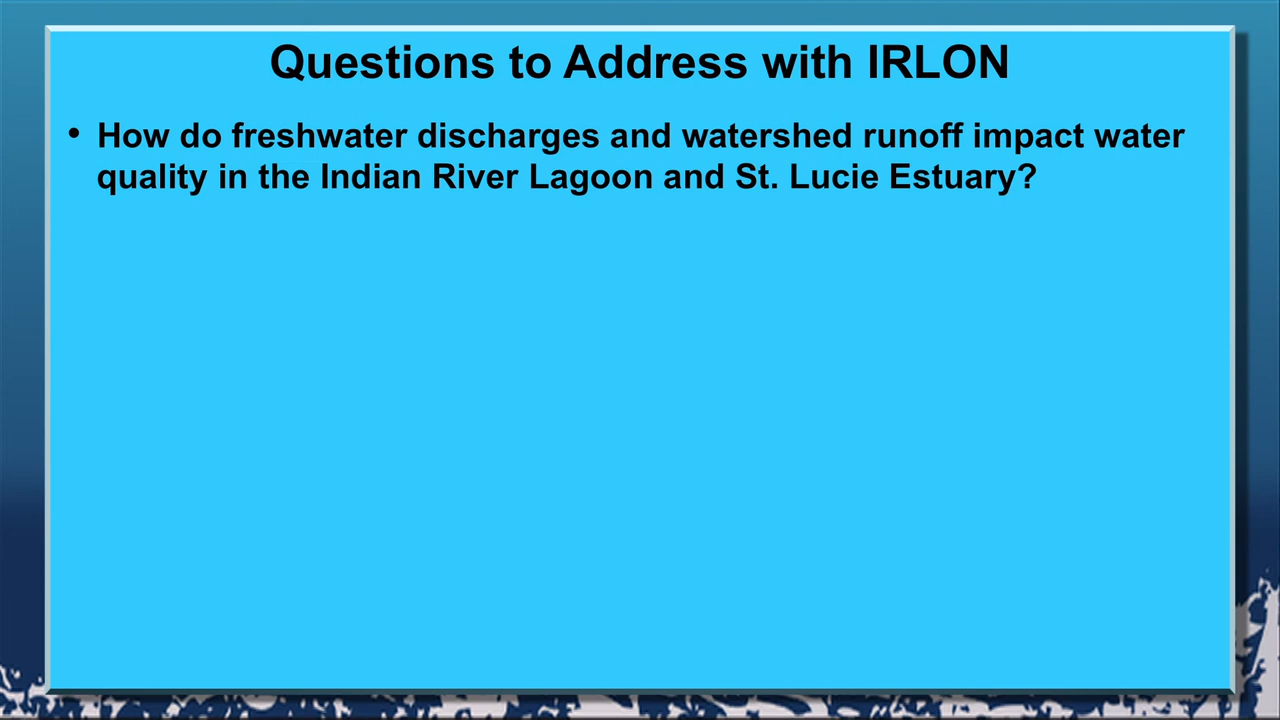 Questions to Address with IRLON
• How do freshwater discharges and watershed runoff impact water
quality in the Indian River Lagoon and St. Lucie Estuary?